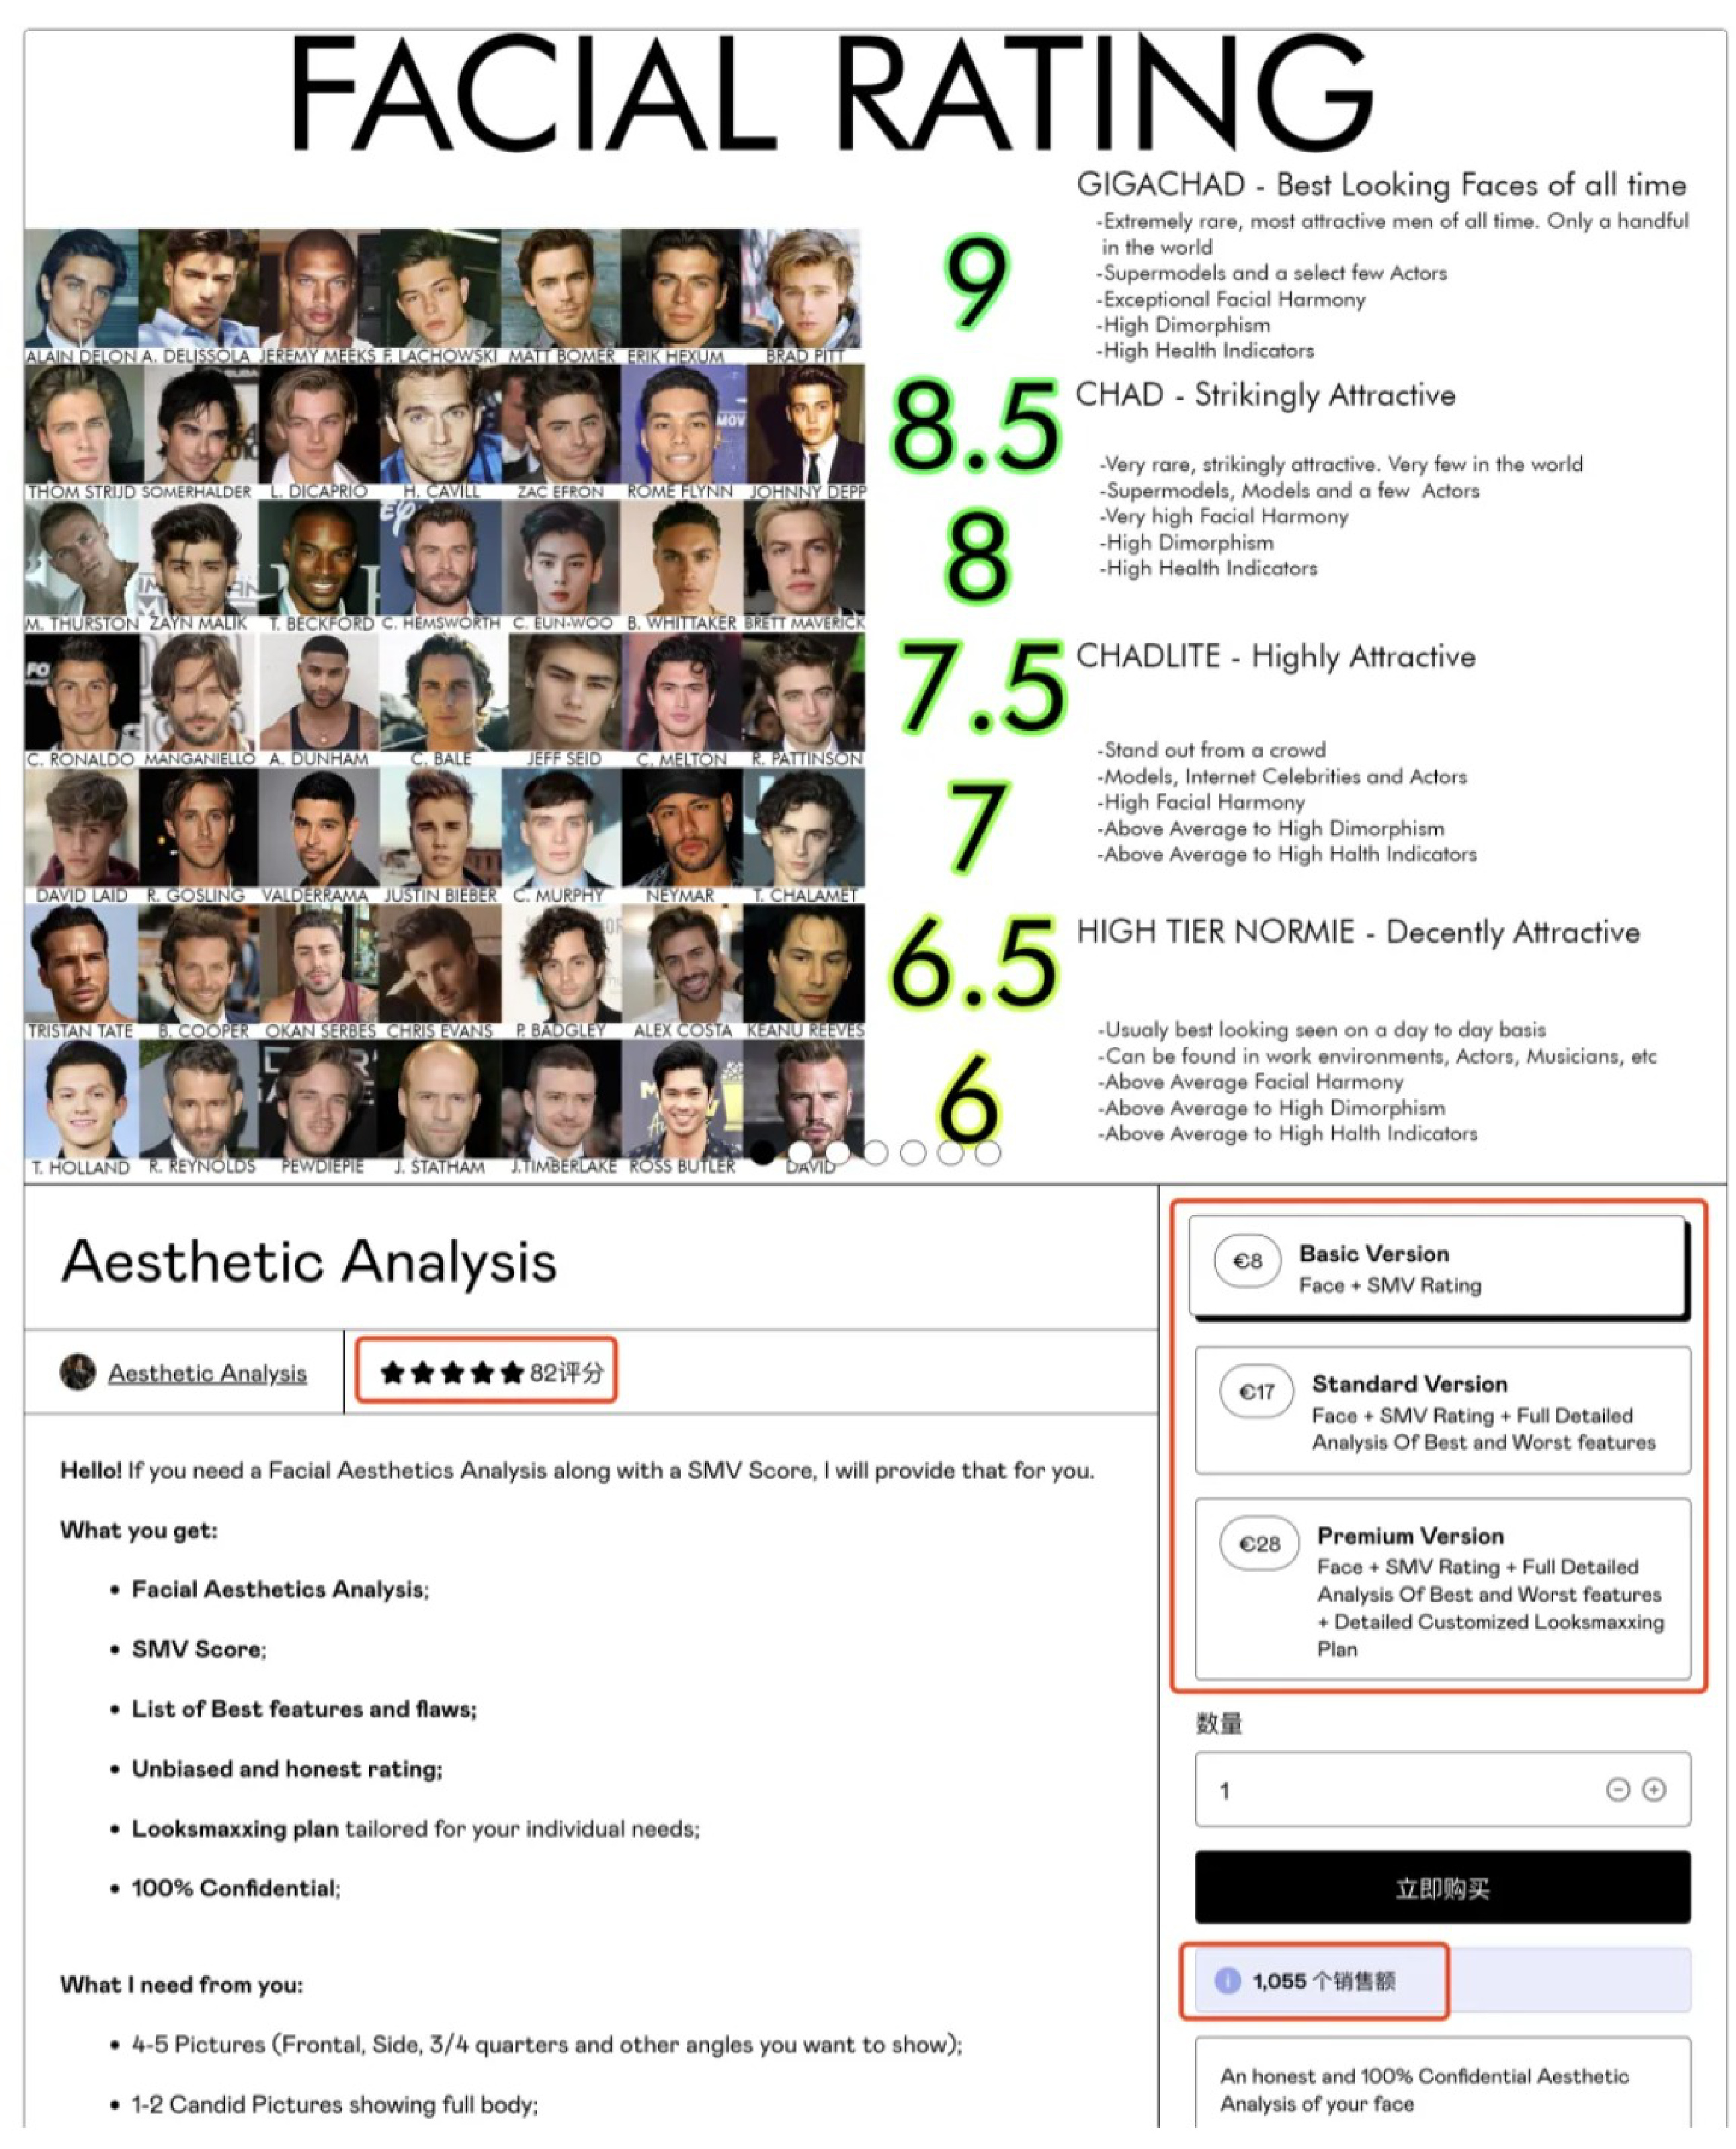 FACIAL RATING
GIGACHAD - Best Looking Faces of all time
-Extremely rare, most attractive men of all time. Only a handful
in the world
-Supermodels and a select few Actors
-Exceptional Facial Harmony
-High Dimorphism
-High Health Indicators
9
ALAIN DELON A. DELISSOLA JEREMY MEEKS F. LACHOWSKI MATT BOMER ERIK HEXUM BRAD PITT
8.5
CHAD - Strikingly Attractive
-Very rare, strikingly attractive. Very few in the world
-Supermodels, Models and a few Actors
-Very high Facial Harmony
-High Dimorphism
-High Health Indicators
THOM STRIJD SOMERHALDER L. DICAPRIO H. CAVILL ZAC EFRON ROME FLYNN JOHNNY DEPP
8
M. THURSTON ZAYN MALIK T. BECKFORD C. HEMSWORTH C. EUN-WOO B. WHITTAKER BRETT MAVERICK
7.5
CHADLITE - Highly Attractive
-Stand out from a crowd
-Models, Internet Celebrities and Actors
-High Facial Harmony
-Above Average to High Dimorphism
-Above Average to High Halth Indicators
C. RONALDO MANGANIELLO A. DUNHAM C. BALE JEFF SEID C. MELTON R. PATTINSON
7
DAVID LAID R. GOSLING VALDERRAMA JUSTIN BIEBER C. MURPHY NEYMAR T. CHALAMET
6.5
HIGH TIER NORMIE - Decently Attractive
-Usualy best looking seen on a day to day basis
-Can be found in work environments, Actors, Musicians, etc
-Above Average Facial Harmony
-Above Average to High Dimorphism
-Above Average to High Halth Indicators
TRISTAN TATE B. COOPER OKAN SERBES CHRIS EVANS P. BADGLEY ALEX COSTA KEANU REEVES
6
T. HOLLAND R. REYNOLDS PEWDIEPIE J. STATHAM J.TIMBERLAKE ROSS BUTLER DAVID
Aesthetic Analysis
Aesthetic Analysis
82评分
Hello! If you need a Facial Aesthetics Analysis along with a SMV Score, I will provide that for you.
What you get:
• Facial Aesthetics Analysis;
• SMV Score;
• List of Best features and flaws;
• Unbiased and honest rating;
• Looksmaxxing plan tailored for your individual needs;
• 100% Confidential;
What I need from you:
• 4-5 Pictures (Frontal, Side, 3/4 quarters and other angles you want to show);
• 1-2 Candid Pictures showing full body;
€8
Basic Version
Face + SMV Rating
€17
Standard Version
Face + SMV Rating + Full Detailed
Analysis Of Best and Worst features
€28
Premium Version
Face + SMV Rating + Full Detailed
Analysis Of Best and Worst features
+ Detailed Customized Looksmaxxing
Plan
数量
1
立即购买
1,055 个销售额
An honest and 100% Confidential Aesthetic
Analysis of your face